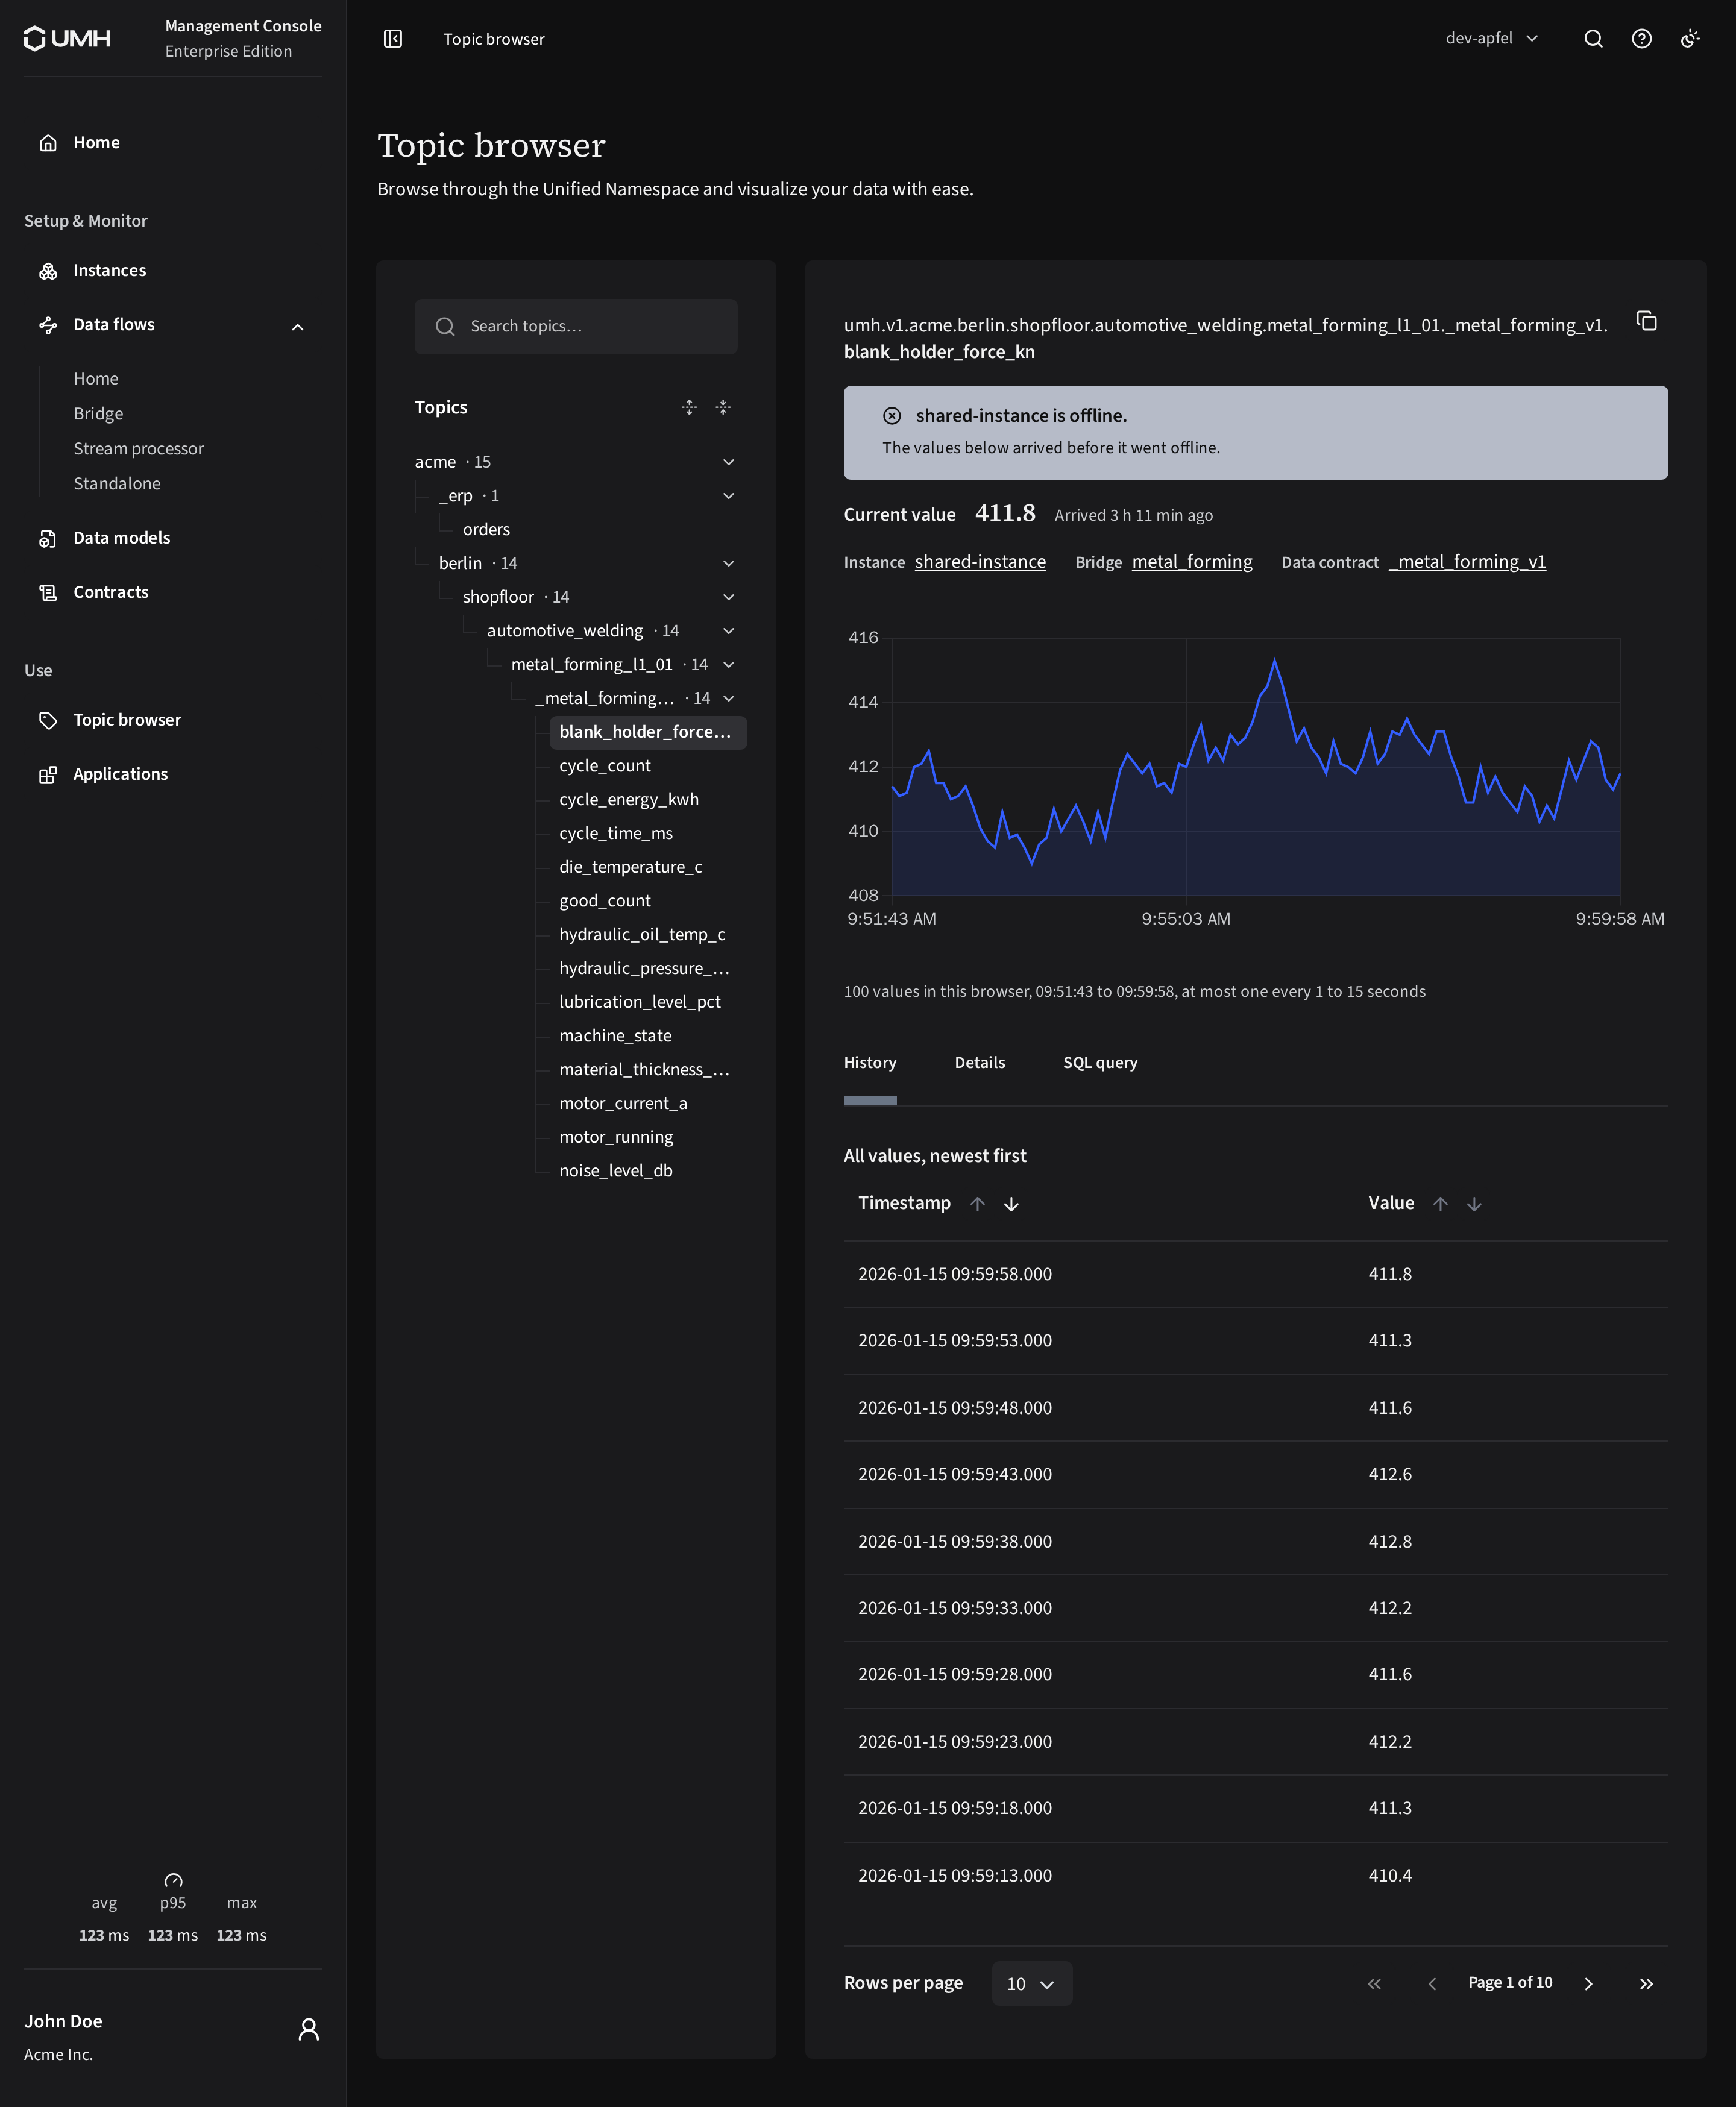 UMH
Management Console
Enterprise Edition
Home
Setup & Monitor
Instances
Data flows
Home
Bridge
Stream processor
Standalone
Data models
Contracts
Use
Topic browser
Applications
avg p95 max
123 ms 123 ms 123 ms
John Doe
Acme Inc.
Topic browser
dev-apfel
Topic browser
Browse through the Unified Namespace and visualize your data with ease.
Search topics…
Topics
acme · 15
_erp · 1
orders
berlin · 14
shopfloor · 14
automotive_welding · 14
metal_forming_l1_01 · 14
_metal_forming… · 14
blank_holder_force…
cycle_count
cycle_energy_kwh
cycle_time_ms
die_temperature_c
good_count
hydraulic_oil_temp_c
hydraulic_pressure_…
lubrication_level_pct
machine_state
material_thickness_…
motor_current_a
motor_running
noise_level_db
umh.v1.acme.berlin.shopfloor.automotive_welding.metal_forming_l1_01._metal_forming_v1.
blank_holder_force_kn
shared-instance is offline.
The values below arrived before it went offline.
Current value 411.8 Arrived 3 h 11 min ago
Instance shared-instance Bridge metal_forming Data contract _metal_forming_v1
416
414
412
410
408
9:51:43 AM 9:55:03 AM 9:59:58 AM
100 values in this browser, 09:51:43 to 09:59:58, at most one every 1 to 15 seconds
History Details SQL query
All values, newest first
Timestamp Value
2026-01-15 09:59:58.000 411.8
2026-01-15 09:59:53.000 411.3
2026-01-15 09:59:48.000 411.6
2026-01-15 09:59:43.000 412.6
2026-01-15 09:59:38.000 412.8
2026-01-15 09:59:33.000 412.2
2026-01-15 09:59:28.000 411.6
2026-01-15 09:59:23.000 412.2
2026-01-15 09:59:18.000 411.3
2026-01-15 09:59:13.000 410.4
Rows per page 10 Page 1 of 10